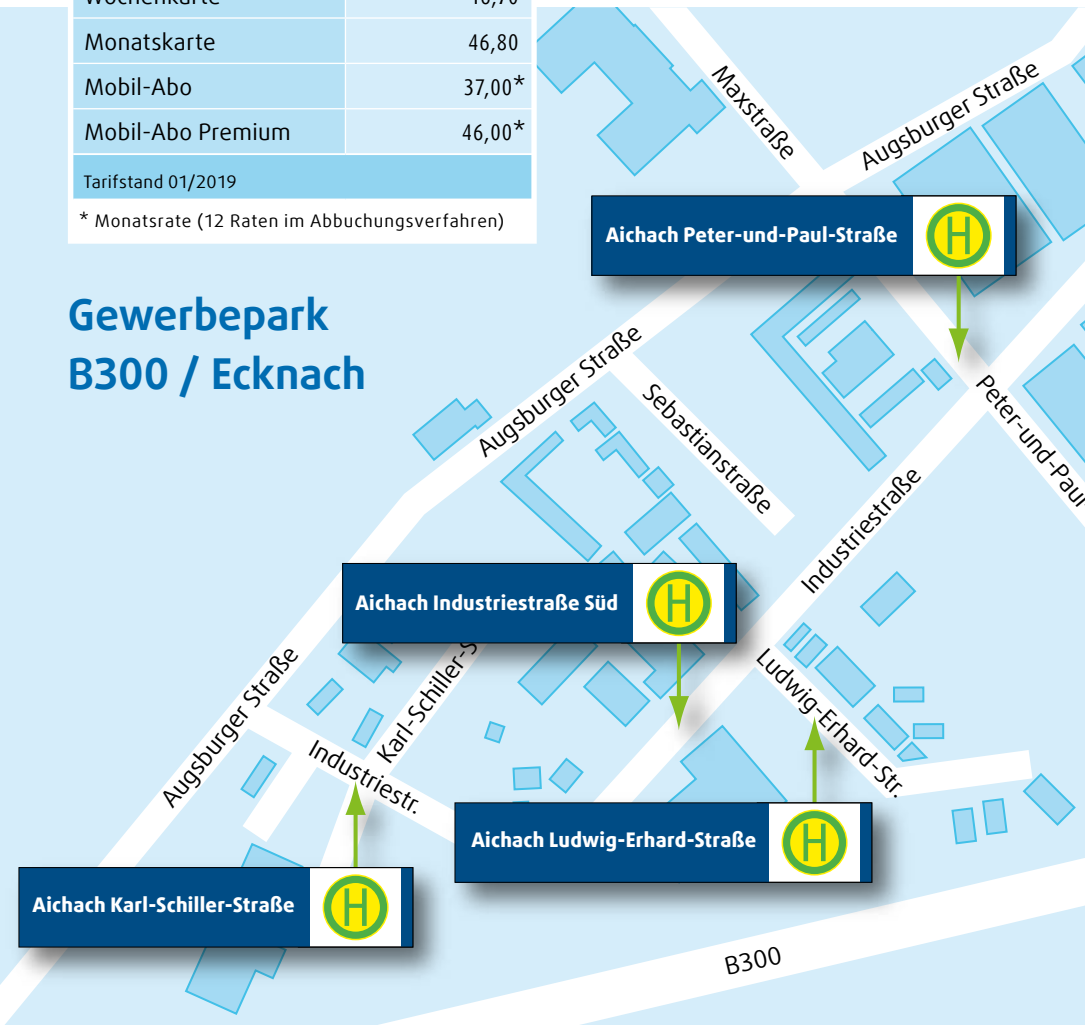 Monatskarte 46,80
Mobil-Abo 37,00*
Mobil-Abo Premium 46,00*
Tarifstand 01/2019
* Monatsrate (12 Raten im Abbuchungsverfahren)
Gewerbepark
B300 / Ecknach
Maxstraße
Augsburger Straße
Aichach Peter-und-Paul-Straße H
Augsburger Straße
Sebastianstraße
Peter-und-Paul
Industriestraße
Aichach Industriestraße Süd H
Karl-Schiller-S
Ludwig-Erhard-Str.
Augsburger Straße
Industriestr.
Aichach Ludwig-Erhard-Straße H
Aichach Karl-Schiller-Straße H
B300